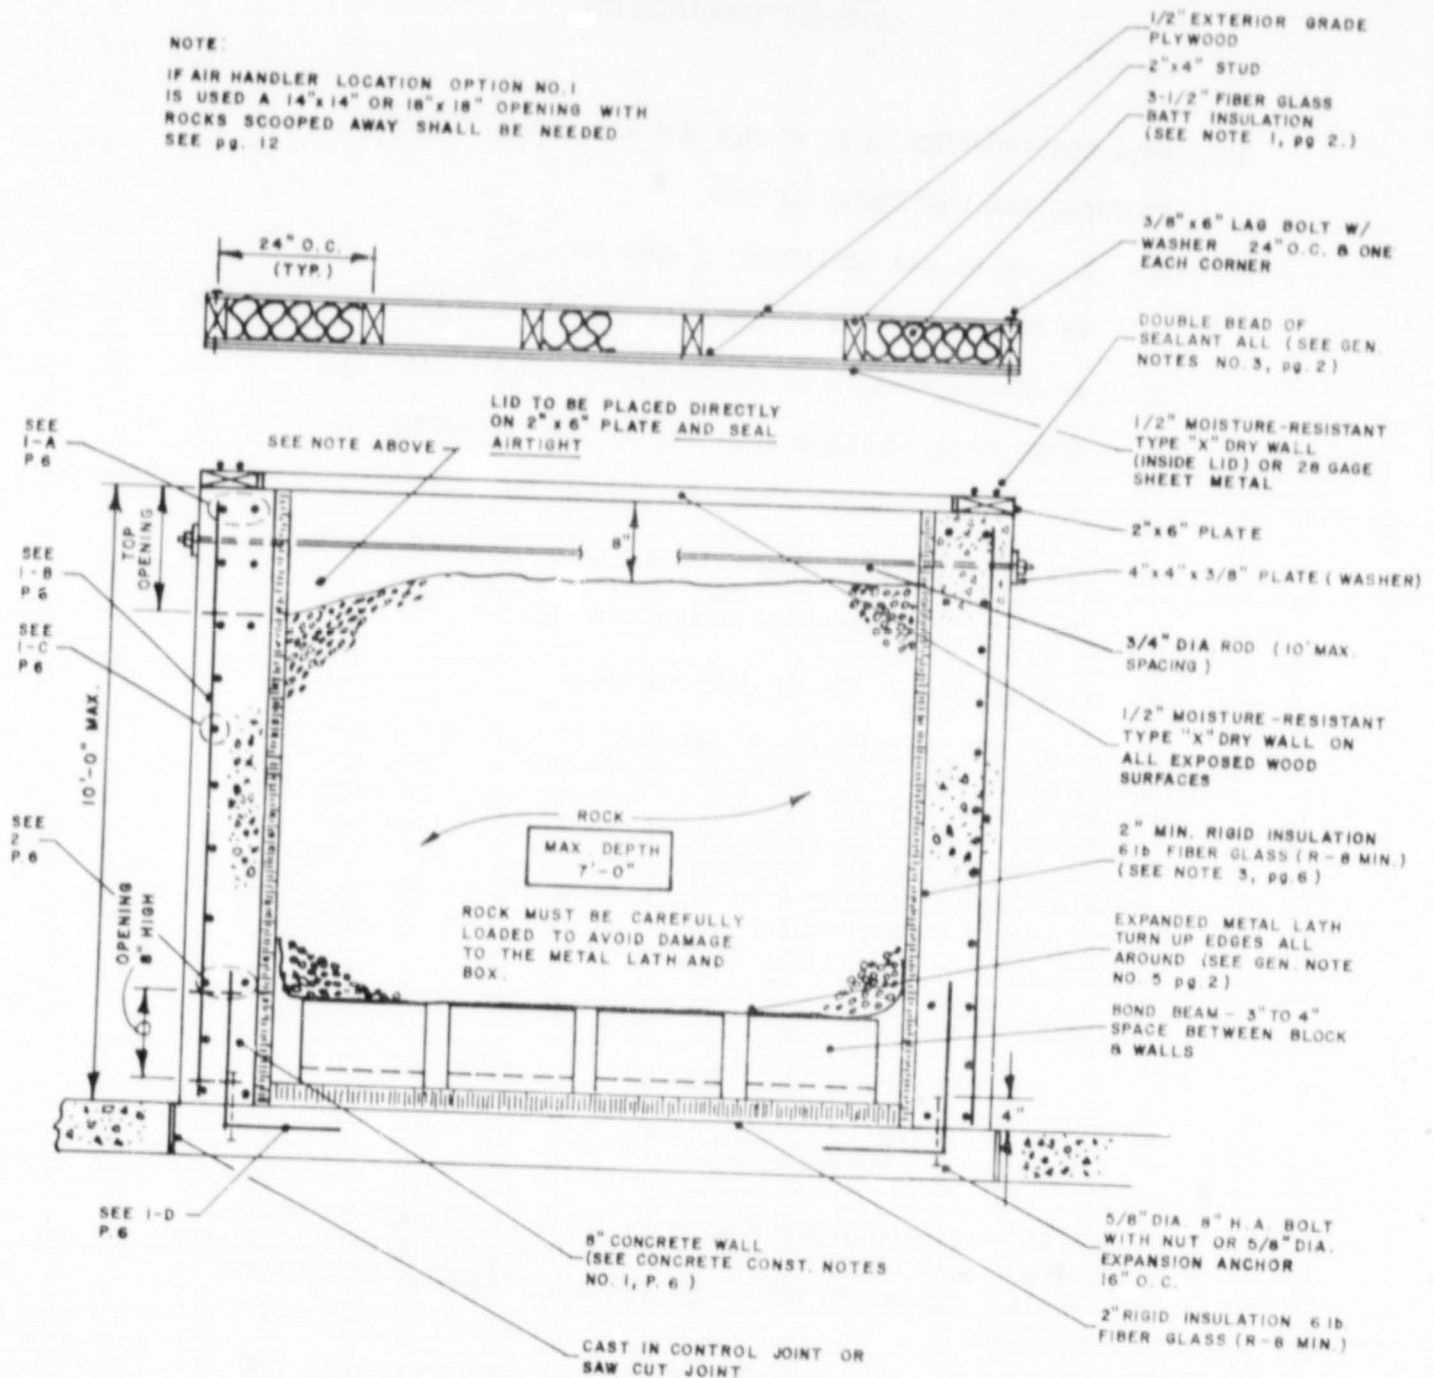 NOTE:
IF AIR HANDLER LOCATION OPTION NO. 1
IS USED A 14"x 14" OR 18"x 18" OPENING WITH
ROCKS SCOOPED AWAY SHALL BE NEEDED
SEE pg. 12
1/2" EXTERIOR GRADE
PLYWOOD
2"x4" STUD
3-1/2" FIBER GLASS
BATT INSULATION
(SEE NOTE 1, pg 2.)
3/8"x 6" LAG BOLT W/
WASHER 24" O.C. & ONE
EACH CORNER
24" O.C.
(TYP.)
DOUBLE BEAD OF
SEALANT ALL (SEE GEN.
NOTES NO. 3, pg. 2)
LID TO BE PLACED DIRECTLY
ON 2"x 6" PLATE AND SEAL
AIRTIGHT
SEE NOTE ABOVE
1/2" MOISTURE-RESISTANT
TYPE "X" DRY WALL
(INSIDE LID) OR 28 GAGE
SHEET METAL
2"x 6" PLATE
4"x 4"x 3/8" PLATE (WASHER)
3/4" DIA. ROD (10' MAX.
SPACING)
1/2" MOISTURE-RESISTANT
TYPE "X" DRY WALL ON
ALL EXPOSED WOOD
SURFACES
2" MIN. RIGID INSULATION
6 lb FIBER GLASS (R-8 MIN.)
(SEE NOTE 3, pg. 6)
EXPANDED METAL LATH
TURN UP EDGES ALL
AROUND (SEE GEN. NOTE
NO. 5 pg. 2)
BOND BEAM - 3" TO 4"
SPACE BETWEEN BLOCK
& WALLS
SEE
1-A
P. 6
SEE
1-B
P. 6
SEE
1-C
P 6
SEE
2
P. 6
TOP
OPENING
10'-0" MAX.
OPENING
8" HIGH
8"
ROCK
MAX. DEPTH
7'-0"
ROCK MUST BE CAREFULLY
LOADED TO AVOID DAMAGE
TO THE METAL LATH AND
BOX.
4"
SEE 1-D
P. 6
8" CONCRETE WALL
(SEE CONCRETE CONST. NOTES
NO. 1, P. 6)
CAST IN CONTROL JOINT OR
SAW CUT JOINT
5/8" DIA. 8" H.A. BOLT
WITH NUT OR 5/8" DIA.
EXPANSION ANCHOR
16" O.C.
2" RIGID INSULATION 6 lb.
FIBER GLASS (R-8 MIN.)